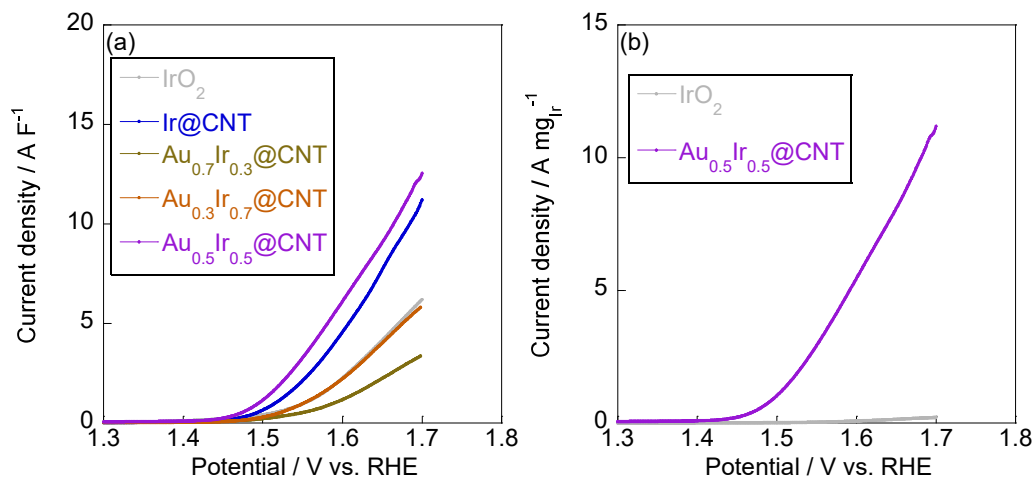 (a)
Current density / A F⁻¹
20
15
10
5
0
IrO₂
Ir@CNT
Au₀.₇Ir₀.₃@CNT
Au₀.₃Ir₀.₇@CNT
Au₀.₅Ir₀.₅@CNT
1.3 1.4 1.5 1.6 1.7 1.8
Potential / V vs. RHE
(b)
Current density / A mg_Ir⁻¹
15
10
5
0
IrO₂
Au₀.₅Ir₀.₅@CNT
1.3 1.4 1.5 1.6 1.7 1.8
Potential / V vs. RHE